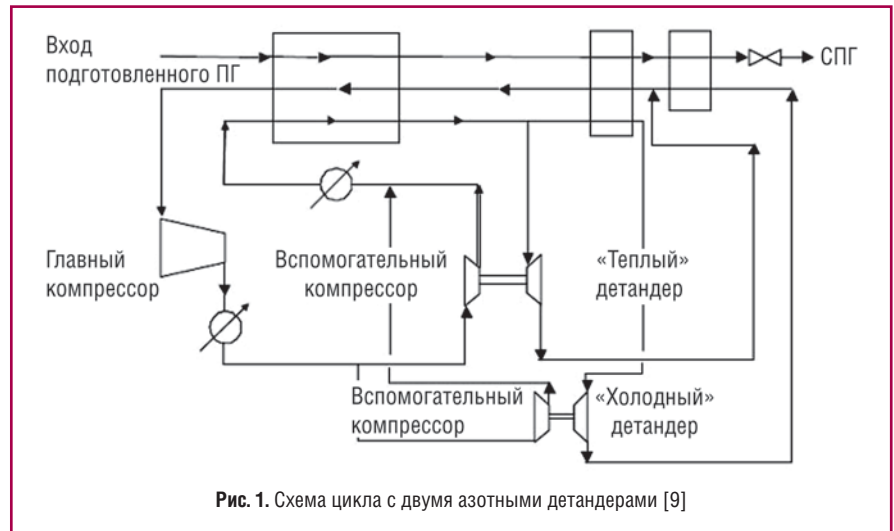 Вход
подготовленного ПГ
СПГ
Главный
компрессор
Вспомогательный
компрессор
«Теплый»
детандер
Вспомогательный
компрессор
«Холодный»
детандер
Рис. 1. Схема цикла с двумя азотными детандерами [9]